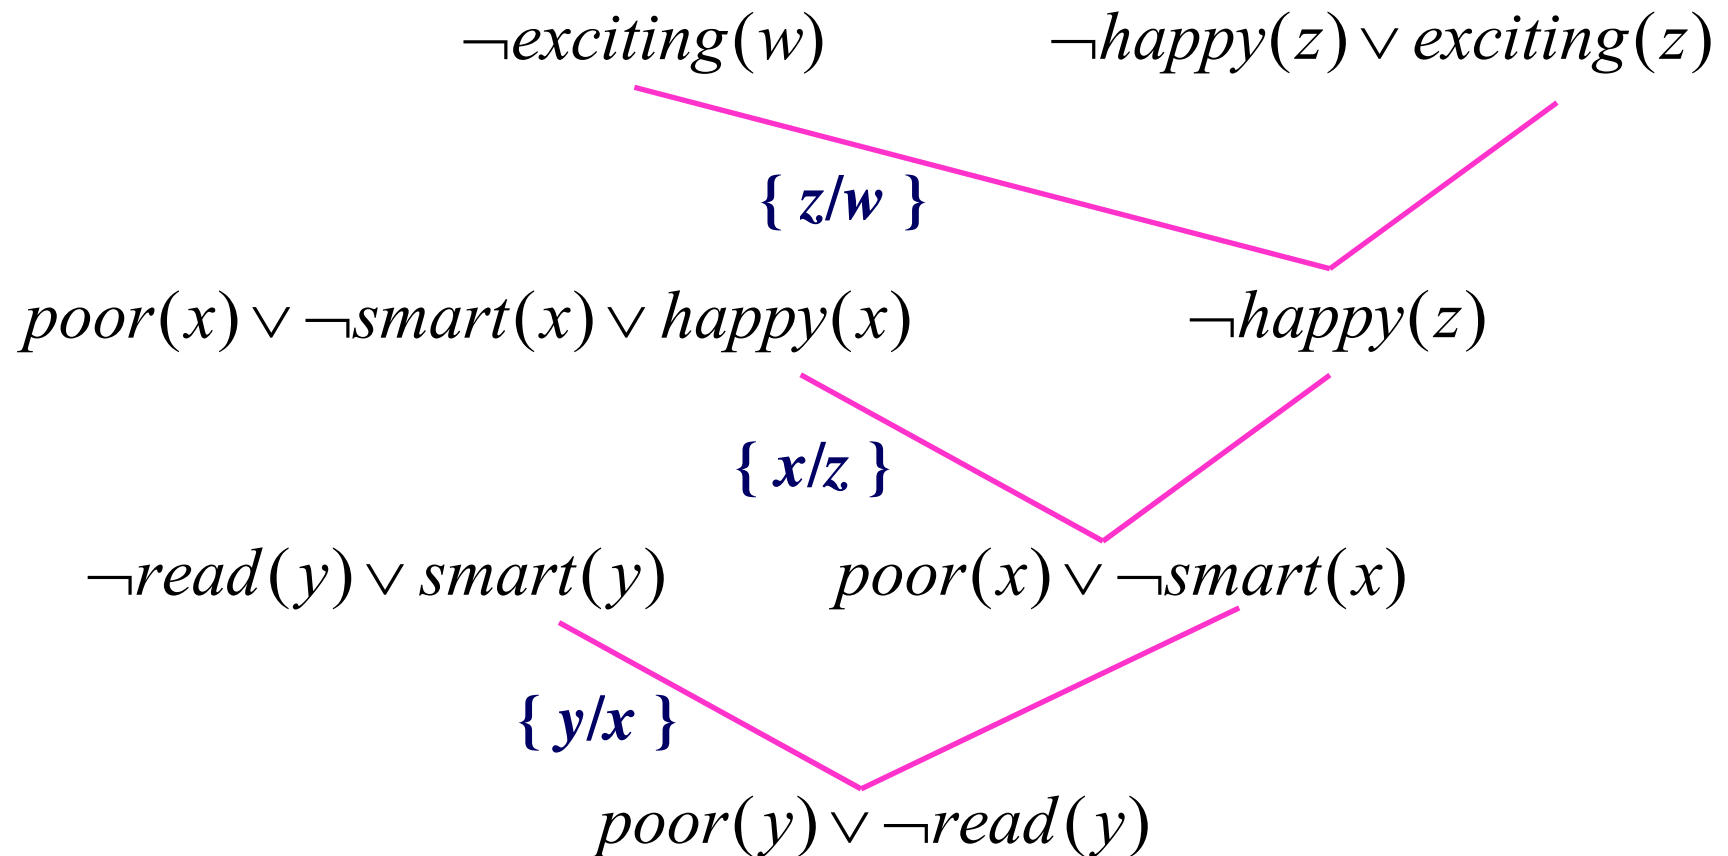 ¬exciting(w) ¬happy(z) ∨ exciting(z)
{ z/w }
poor(x) ∨ ¬smart(x) ∨ happy(x) ¬happy(z)
{ x/z }
¬read(y) ∨ smart(y) poor(x) ∨ ¬smart(x)
{ y/x }
poor(y) ∨ ¬read(y)